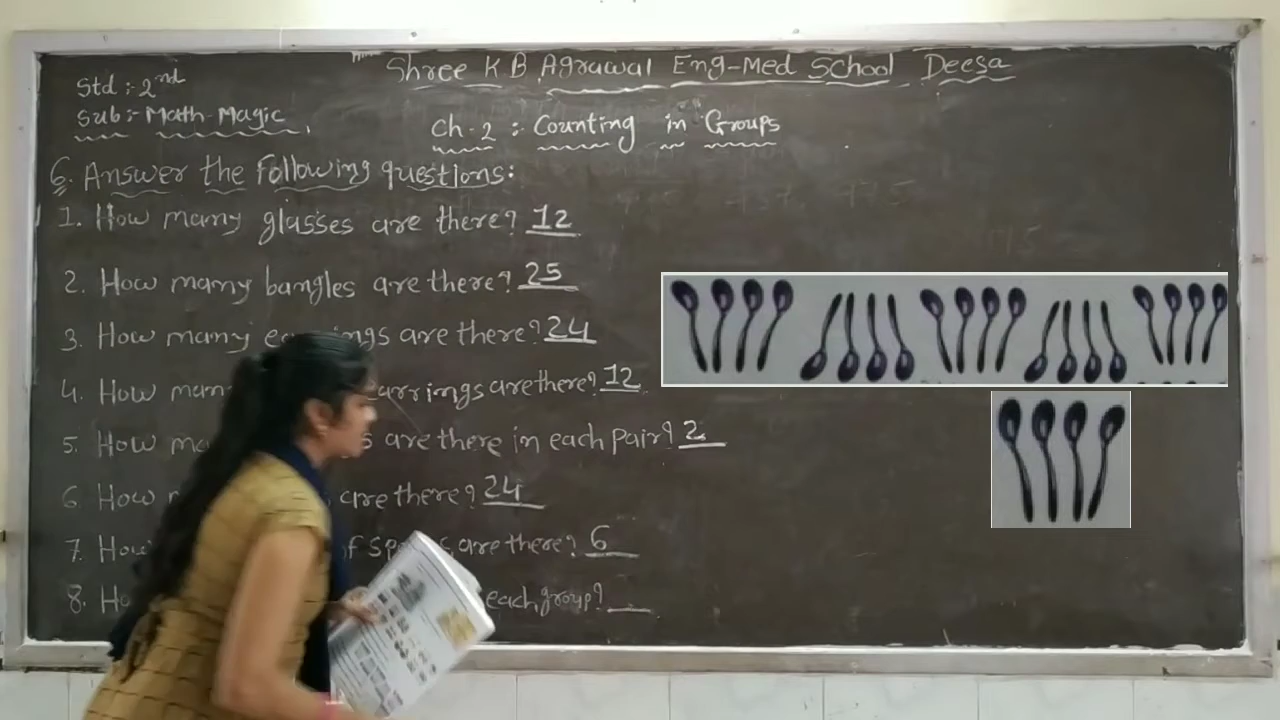 Shree K B Agrawal Eng-Med School Deesa
Std :- 2nd
Sub:- Math-Magic
Ch-2 : Counting in Groups
6. Answer the following questions:
1. How many glasses are there? 12
2. How many bangles are there? 25
3. How many are there? 24
4. How arrings are there? 12
5. How are there in each pair? 2
6. How are there? 24
7. are there? 6
8. each group?